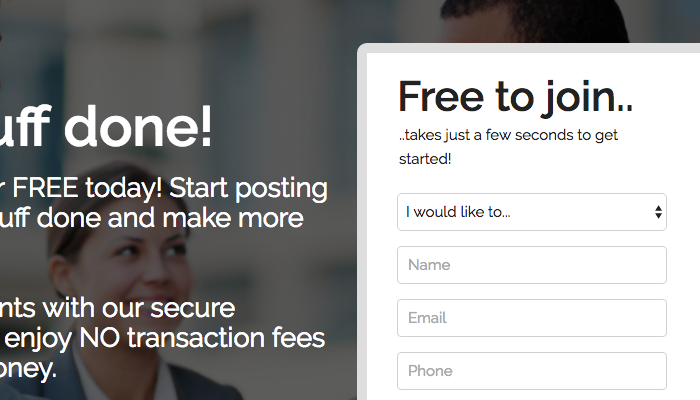 uff done!
r FREE today! Start posting
uff done and make more
nts with our secure
enjoy NO transaction fees
oney.
Free to join..
..takes just a few seconds to get
started!
I would like to...
Name
Email
Phone